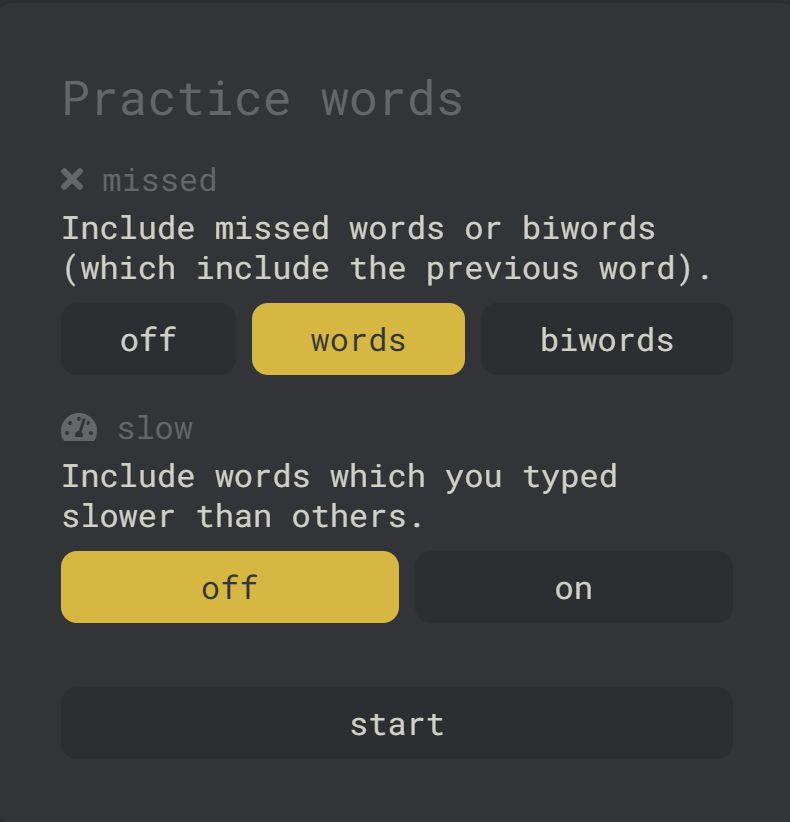 Practice words
missed
Include missed words or biwords
(which include the previous word).
off words biwords
slow
Include words which you typed
slower than others.
off on
start